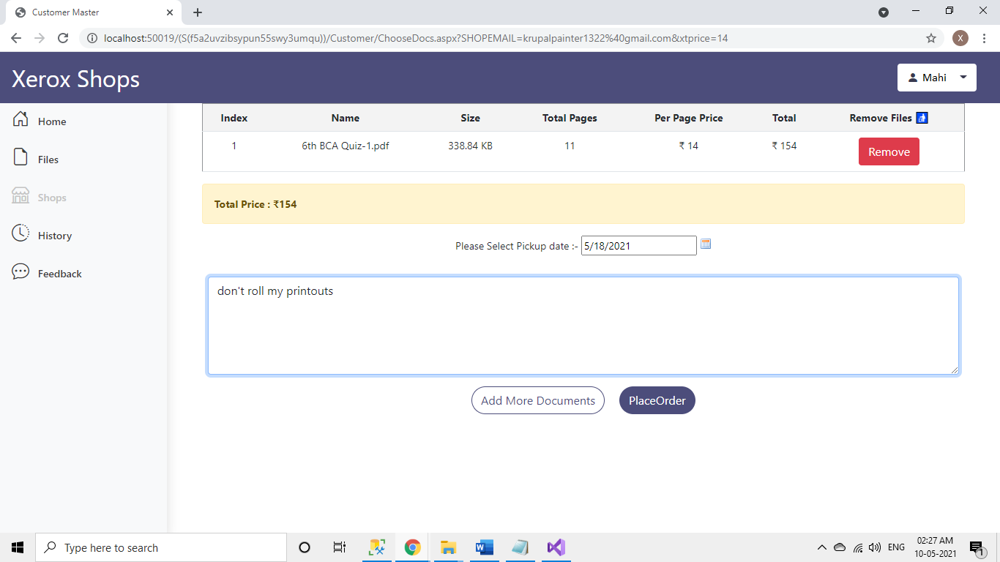 Customer Master
localhost:50019/(S(f5a2uvzibsypun55swy3umqu))/Customer/ChooseDocs.aspx?SHOPEMAIL=krupalpainter1322%40gmail.com&xtprice=14
X
Xerox Shops
Mahi
Home
Files
Shops
History
Feedback
Index Name Size Total Pages Per Page Price Total Remove Files
1 6th BCA Quiz-1.pdf 338.84 KB 11 ₹ 14 ₹ 154 Remove
Total Price : ₹154
Please Select Pickup date :- 5/18/2021
don't roll my printouts
Add More Documents PlaceOrder
Type here to search
ENG
02:27 AM
10-05-2021
1